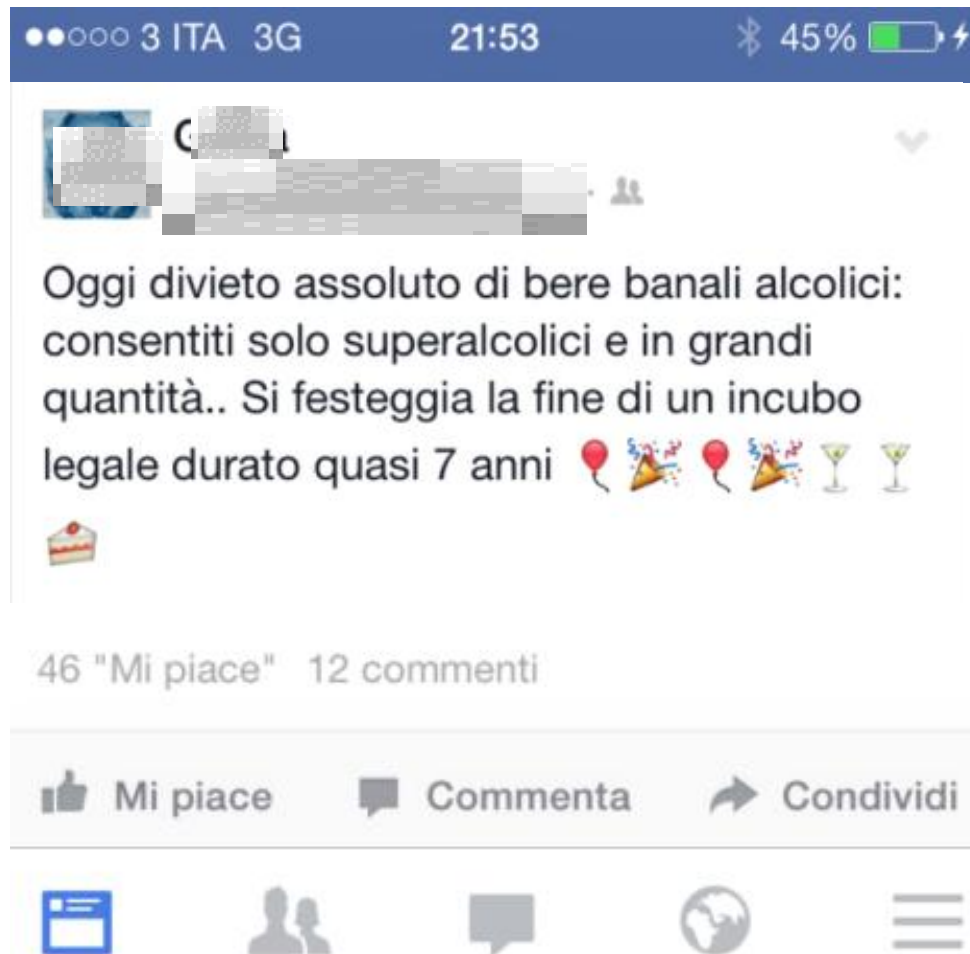 3 ITA 3G 21:53 45%
Oggi divieto assoluto di bere banali alcolici:
consentiti solo superalcolici e in grandi
quantità.. Si festeggia la fine di un incubo
legale durato quasi 7 anni 🎈🎉🎈🎉🍸🍸
🍰
46 "Mi piace" 12 commenti
Mi piace Commenta Condividi